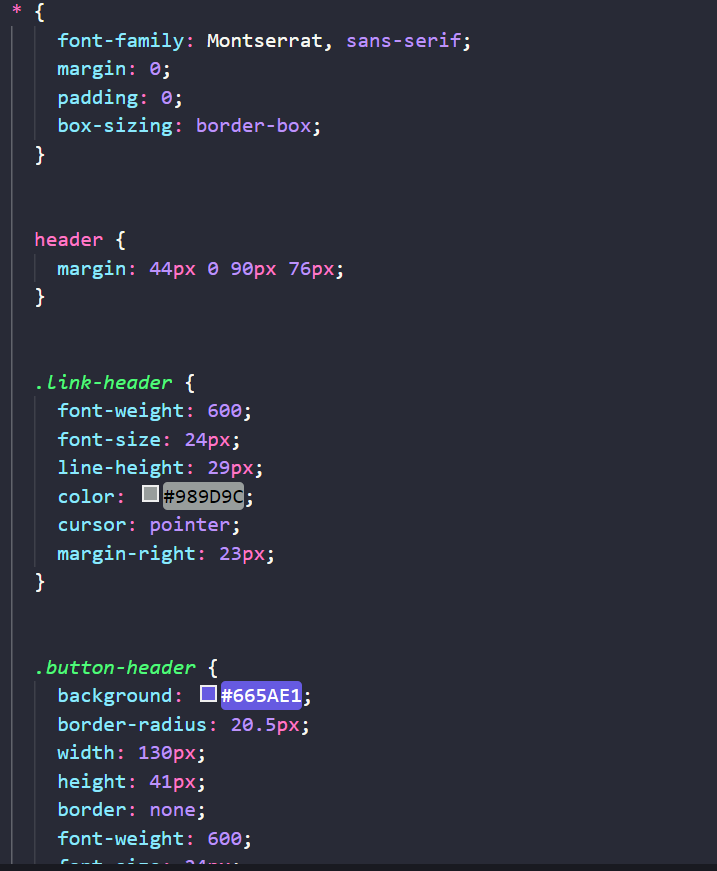 * {
font-family: Montserrat, sans-serif;
margin: 0;
padding: 0;
box-sizing: border-box;
}
header {
margin: 44px 0 90px 76px;
}
.link-header {
font-weight: 600;
font-size: 24px;
line-height: 29px;
color: #989D9C;
cursor: pointer;
margin-right: 23px;
}
.button-header {
background: #665AE1;
border-radius: 20.5px;
width: 130px;
height: 41px;
border: none;
font-weight: 600;